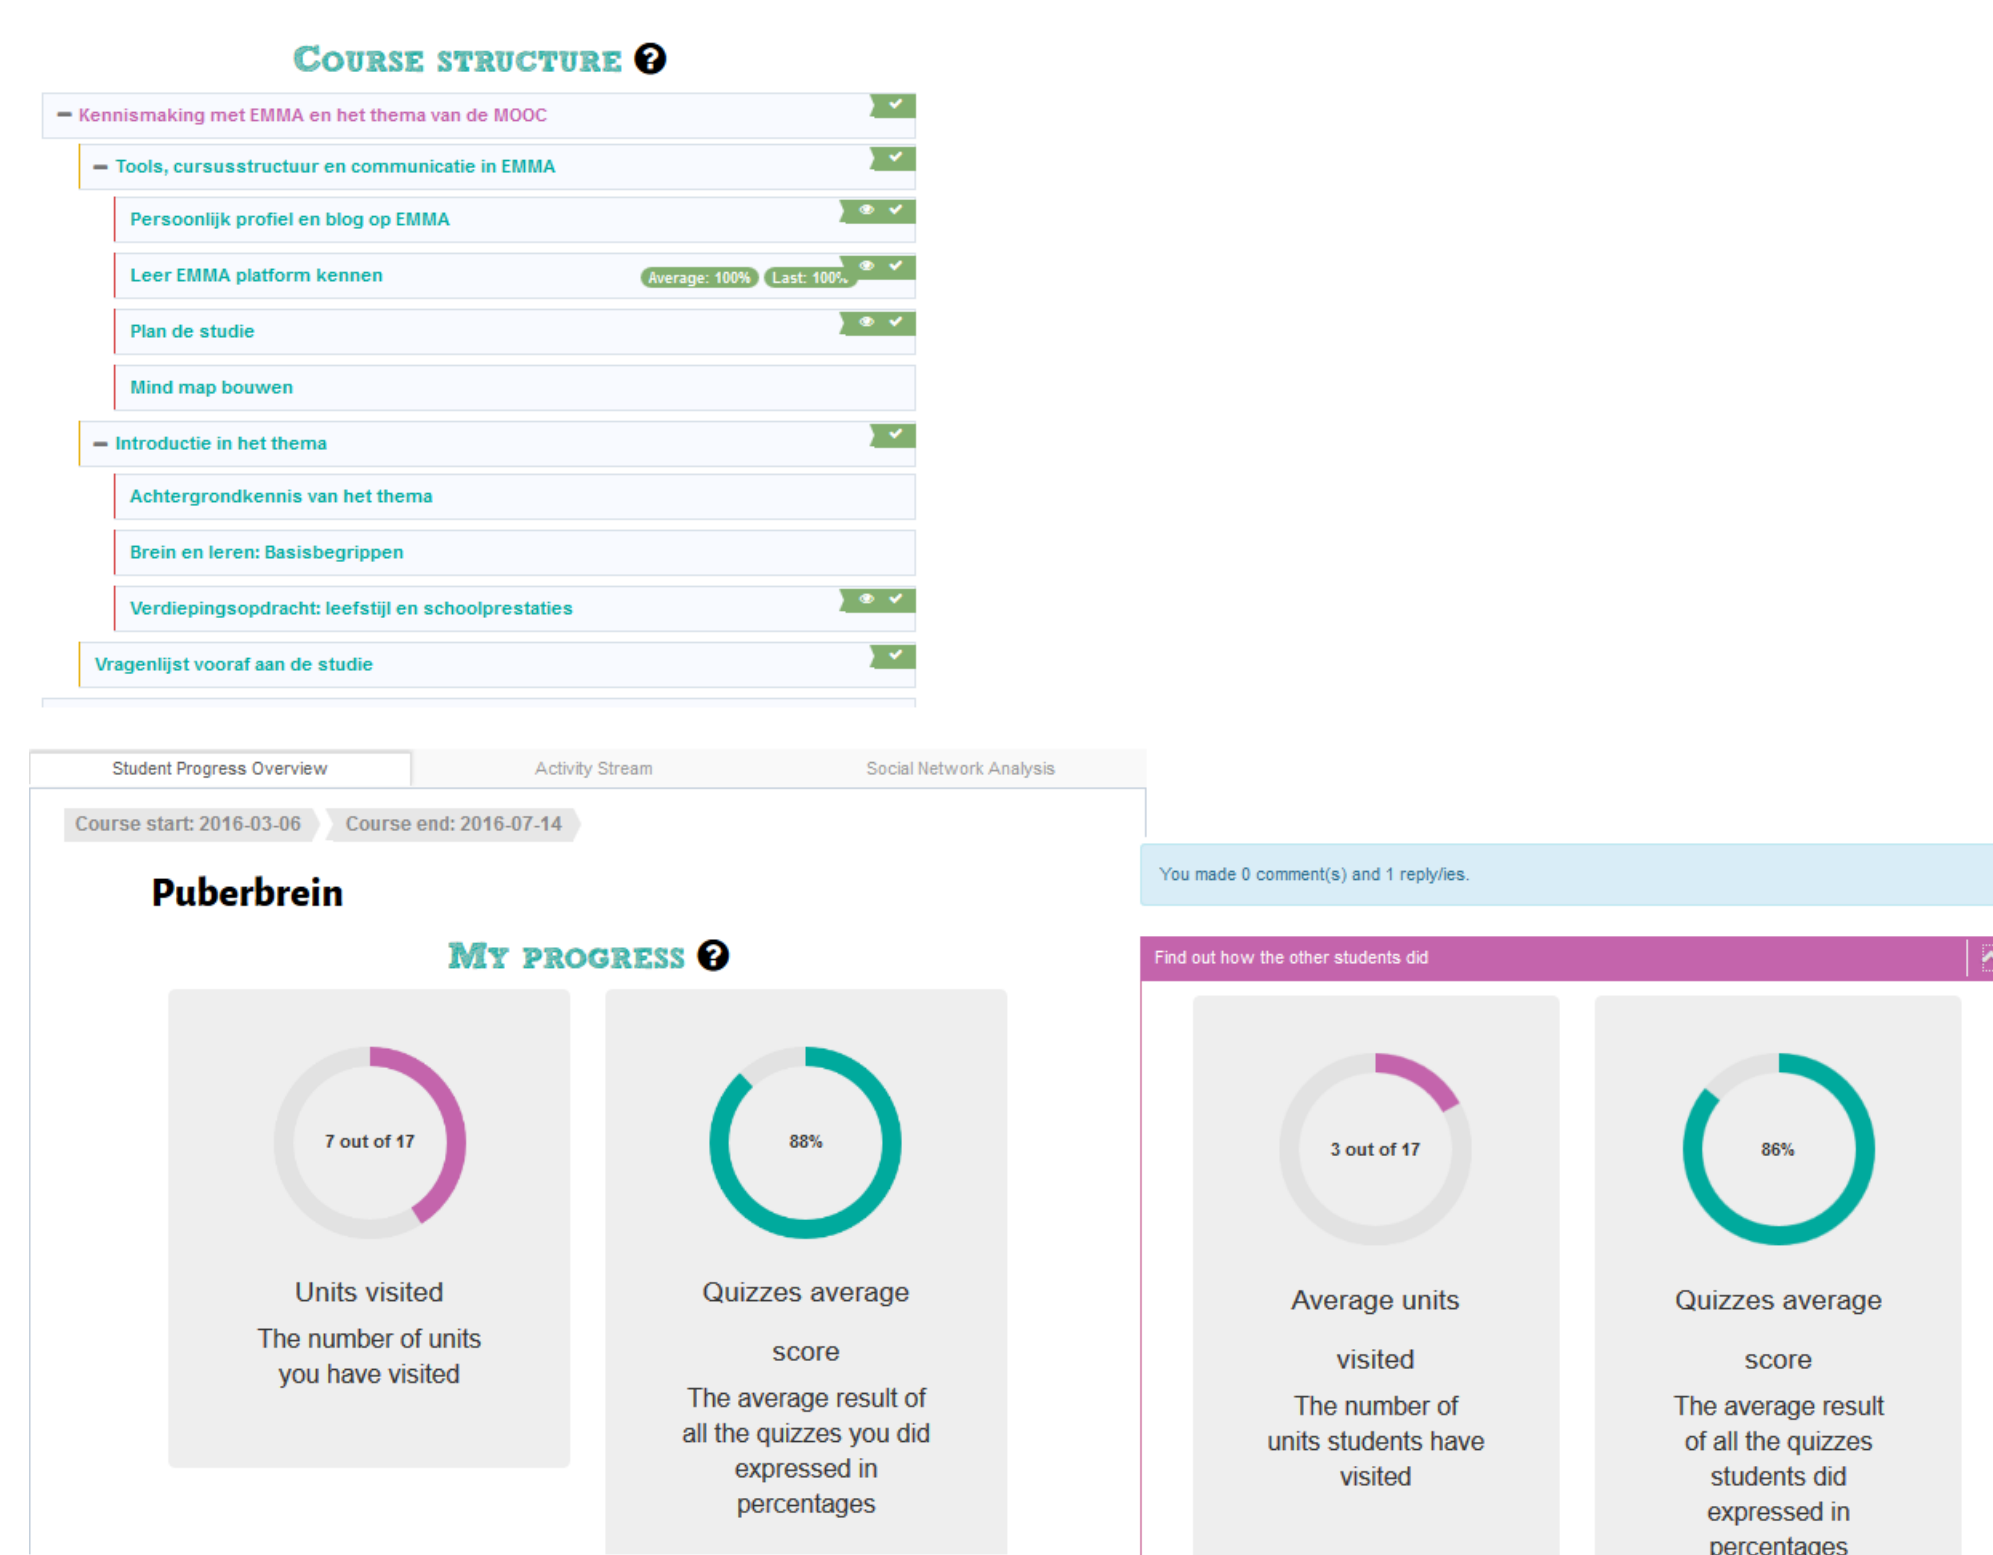 COURSE STRUCTURE ?
Kennismaking met EMMA en het thema van de MOOC
Tools, cursusstructuur en communicatie in EMMA
Persoonlijk profiel en blog op EMMA
Leer EMMA platform kennen Average: 100% Last: 100%
Plan de studie
Mind map bouwen
Introductie in het thema
Achtergrondkennis van het thema
Brein en leren: Basisbegrippen
Verdiepingsopdracht: leefstijl en schoolprestaties
Vragenlijst vooraf aan de studie
Student Progress Overview Activity Stream Social Network Analysis
Course start: 2016-03-06 Course end: 2016-07-14
Puberbrein
MY PROGRESS ?
7 out of 17
Units visited
The number of units
you have visited
88%
Quizzes average
score
The average result of
all the quizzes you did
expressed in
percentages
You made 0 comment(s) and 1 reply/ies.
Find out how the other students did
3 out of 17
Average units
visited
The number of
units students have
visited
86%
Quizzes average
score
The average result
of all the quizzes
students did
expressed in
percentages